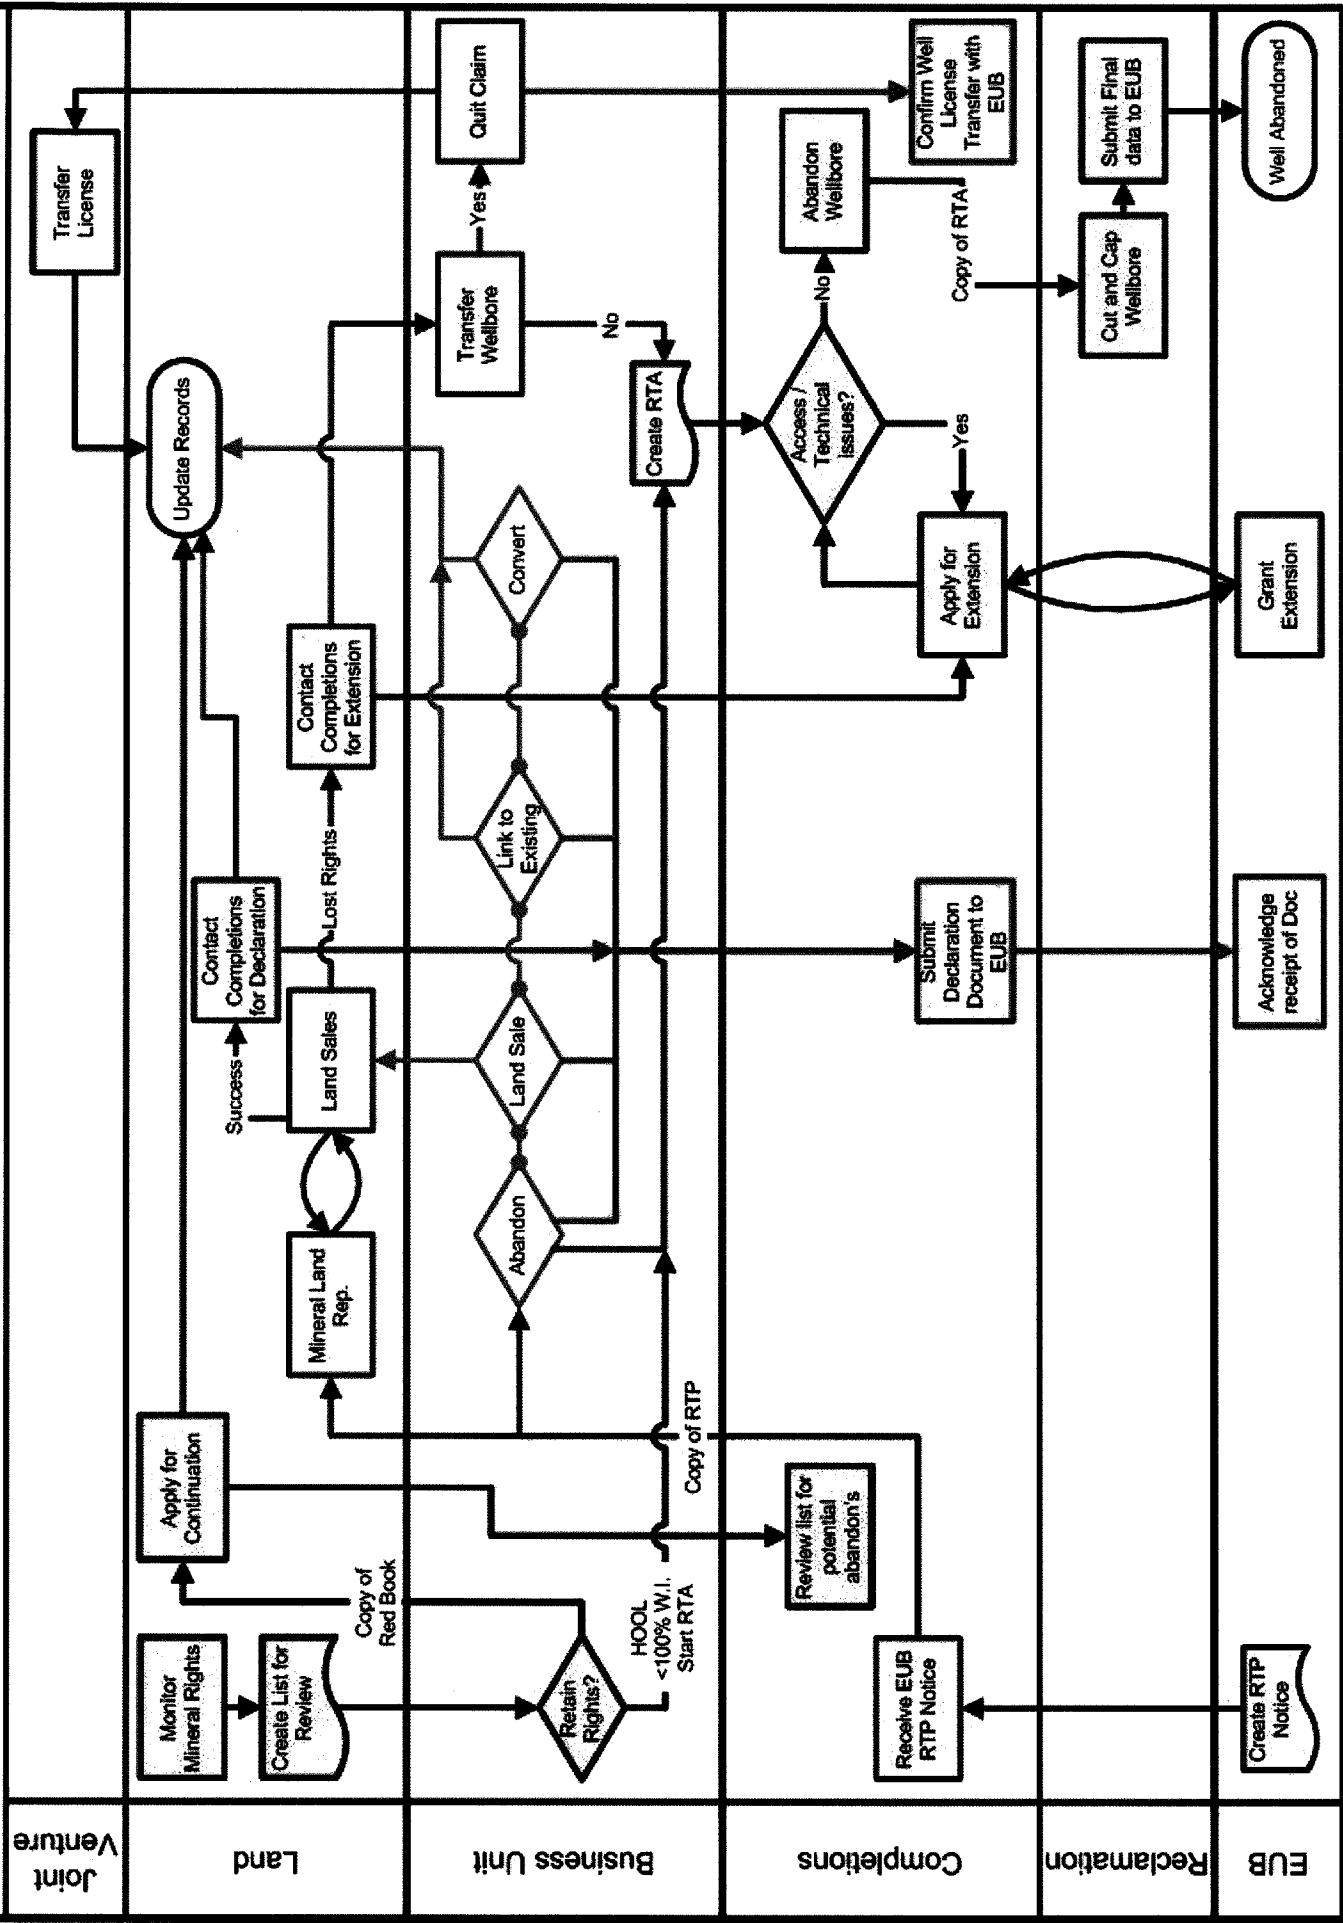 Joint
Venture
Transfer
License
Land
Monitor
Mineral Rights
Create List for
Review
Copy of
Red Book
Apply for
Continuation
Mineral Land
Rep.
Success
Land Sales
Contact
Completions
for Declaration
Lost Rights
Contact
Completions
for Extension
Update Records
Business Unit
Retain
Rights?
HOOL
<100% W.I.
Start RTA
Copy of RTP
Abandon
Land Sale
Link to
Existing
Convert
Create RTA
No
Transfer
Wellbore
Yes
Quit Claim
Completions
Receive EUB
RTP Notice
Review list for
potential
abandon's
Submit
Declaration
Document to
EUB
Apply for
Extension
Yes
Access /
Technical
issues?
No
Abandon
Wellbore
Copy of RTA
Confirm Well
License
Transfer with
EUB
Reclamation
Cut and Cap
Wellbore
Submit Final
data to EUB
EUB
Create RTP
Notice
Acknowledge
receipt of Doc
Grant
Extension
Well Abandoned